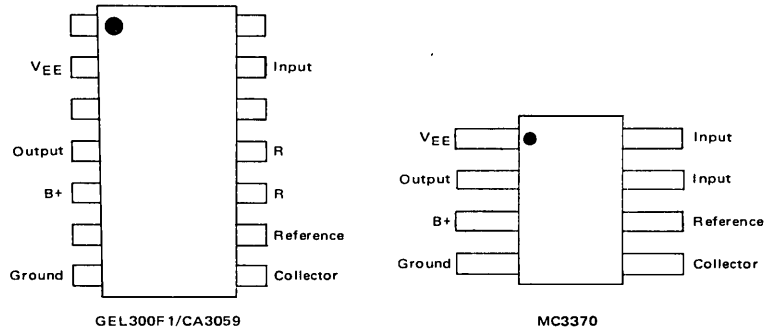 VEE
Input
Output
R
B+
R
Reference
Ground
Collector
GEL300F1/CA3059
VEE
Input
Output
Input
B+
Reference
Ground
Collector
MC3370